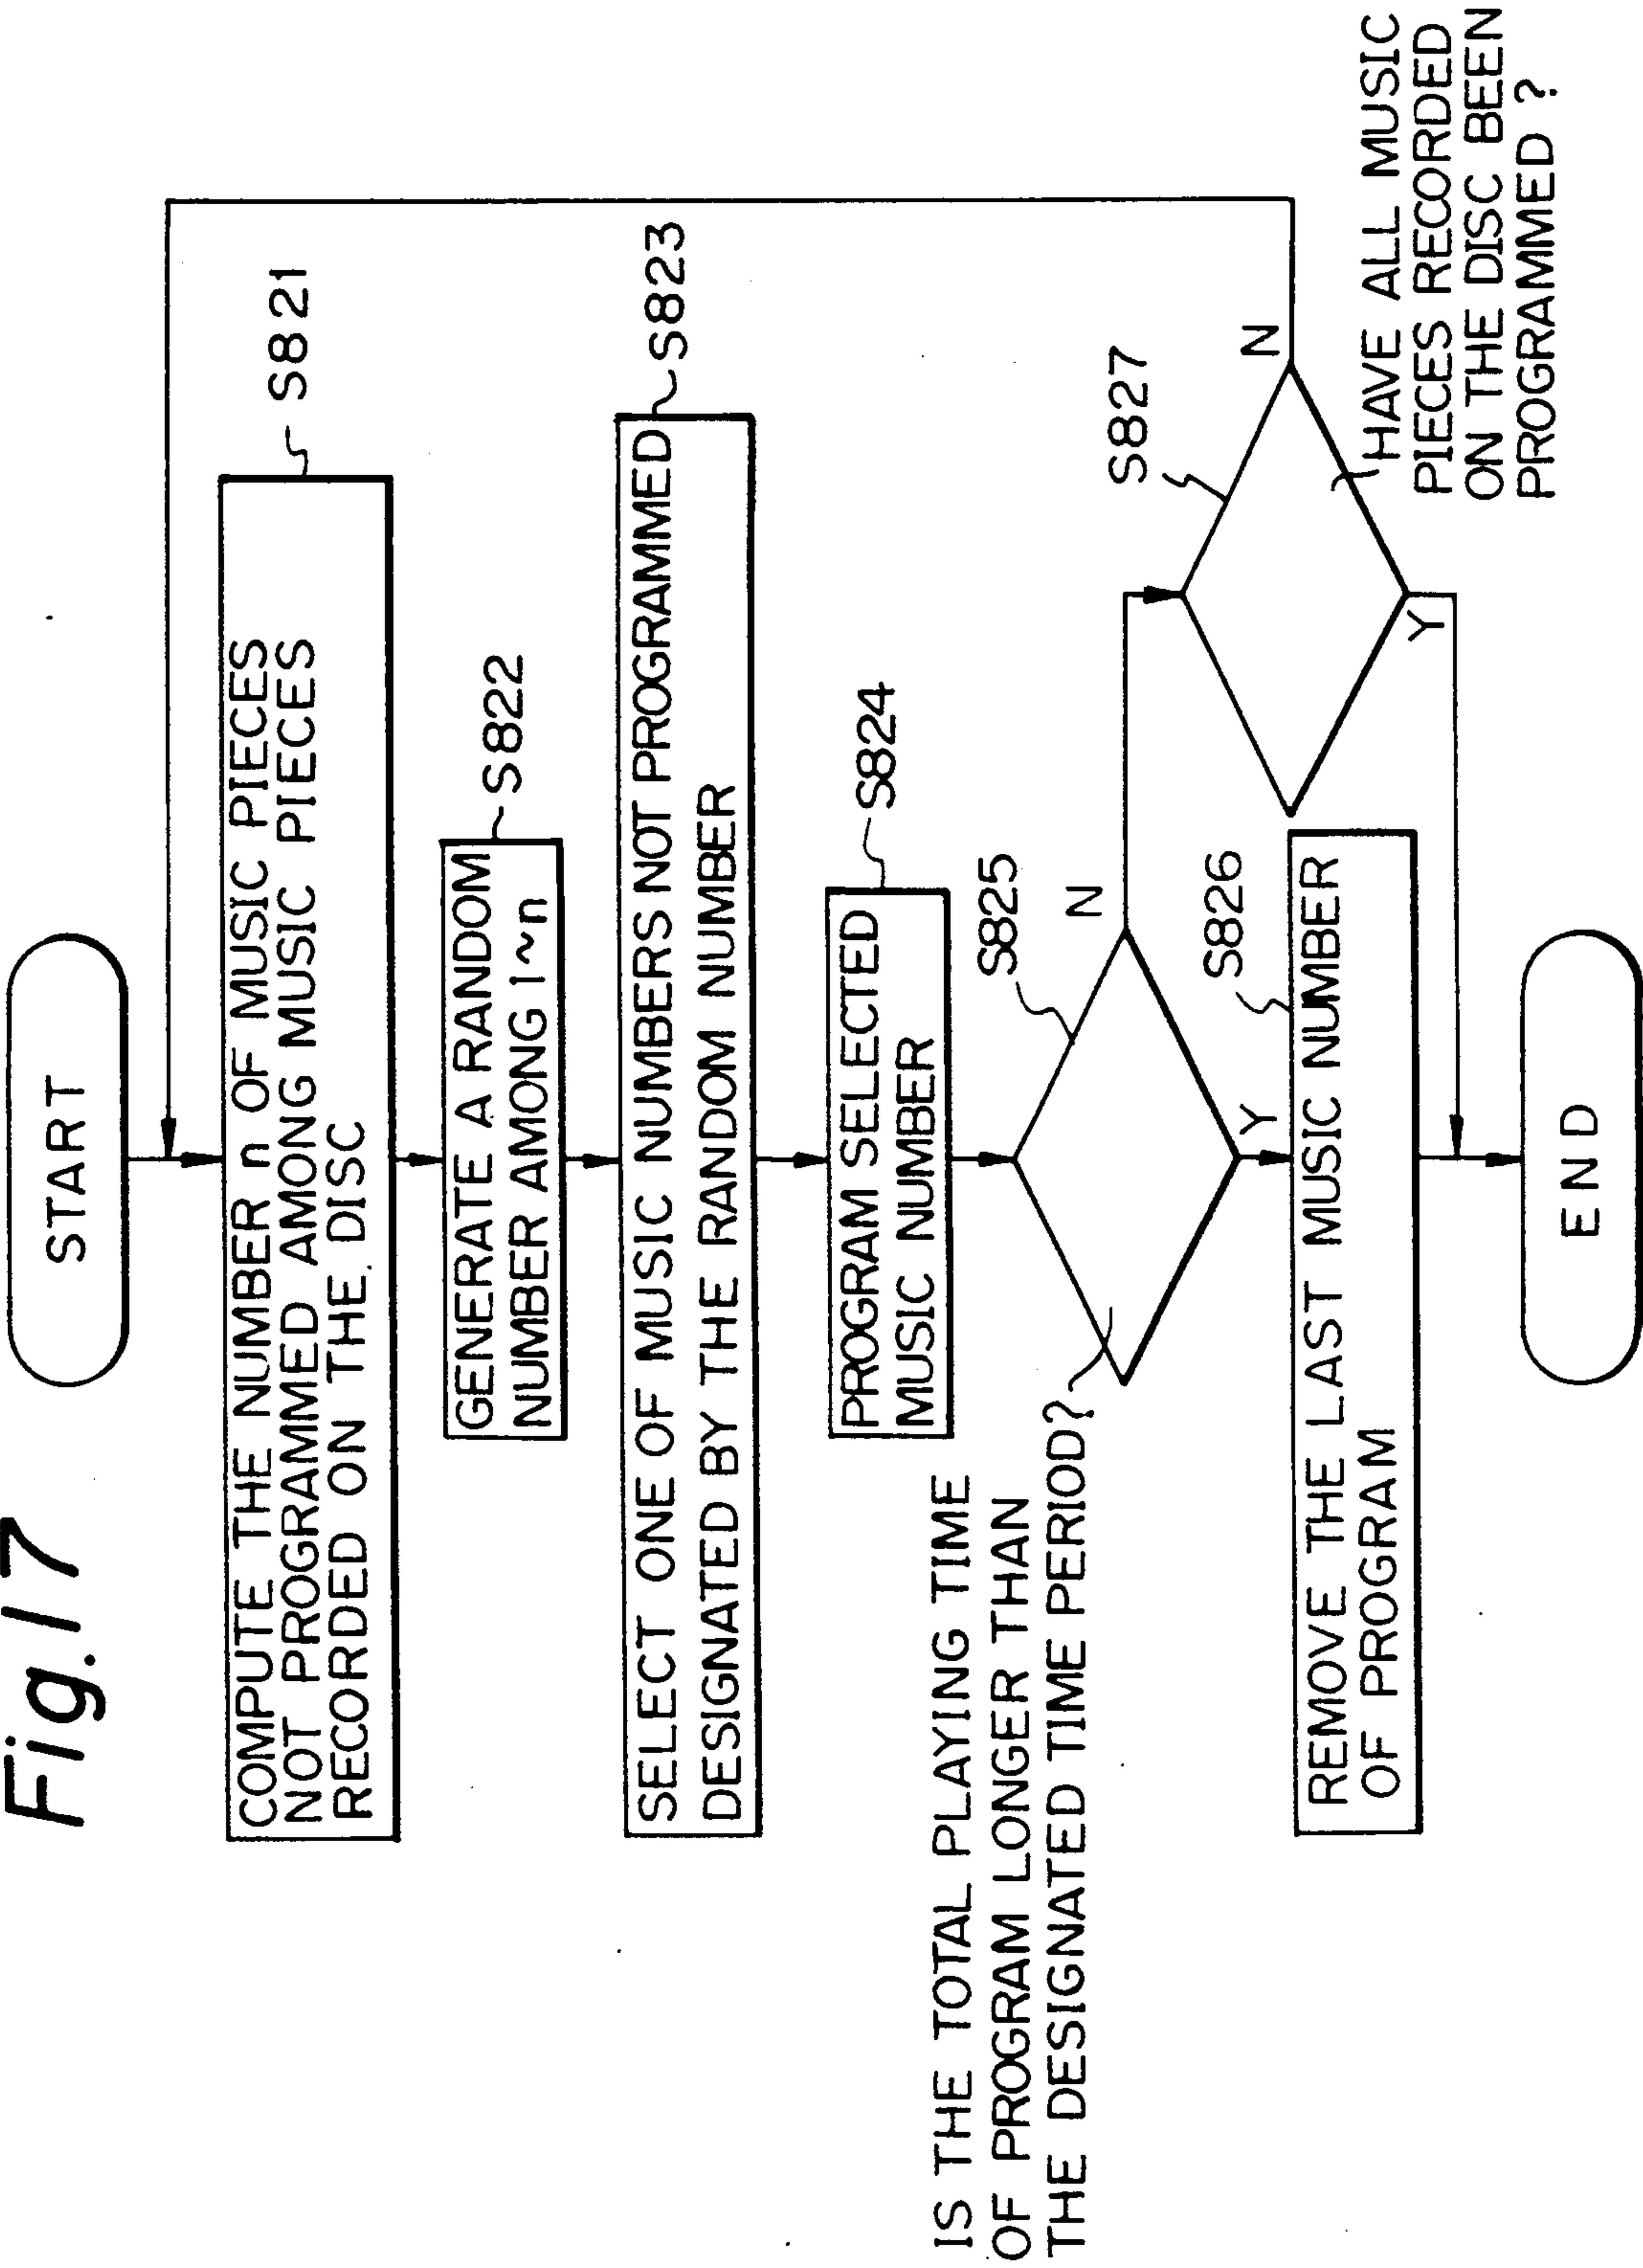 Fig.17
START
COMPUTE THE NUMBER n OF MUSIC PIECES
NOT PROGRAMMED AMONG MUSIC PIECES
RECORDED ON THE DISC
S821
GENERATE A RANDOM
NUMBER AMONG 1~n
S822
SELECT ONE OF MUSIC NUMBERS NOT PROGRAMMED
DESIGNATED BY THE RANDOM NUMBER
S823
PROGRAM SELECTED
MUSIC NUMBER
S824
IS THE TOTAL PLAYING TIME
OF PROGRAM LONGER THAN
THE DESIGNATED TIME PERIOD?
S825
N
Y
S827
N
Y
HAVE ALL MUSIC
PIECES RECORDED
ON THE DISC BEEN
PROGRAMMED ?
S826
REMOVE THE LAST MUSIC NUMBER
OF PROGRAM
END